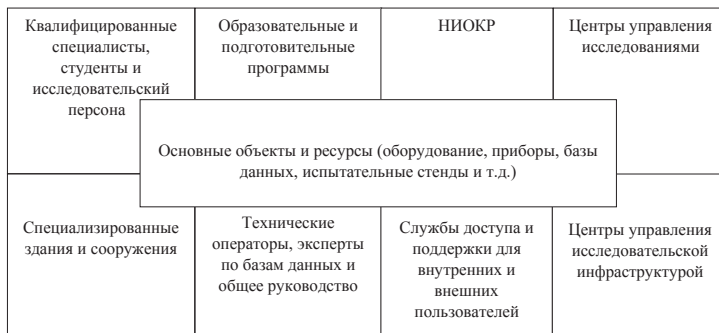 Квалифицированные
специалисты,
студенты и
исследовательский
персона
Образовательные и
подготовительные
программы
НИОКР
Центры управления
исследованиями
Основные объекты и ресурсы (оборудование, приборы, базы
данных, испытательные стенды и т.д.)
Специализированные
здания и сооружения
Технические
операторы, эксперты
по базам данных и
общее руководство
Службы доступа и
поддержки для
внутренних и
внешних
пользователей
Центры управления
исследовательской
инфраструктурой